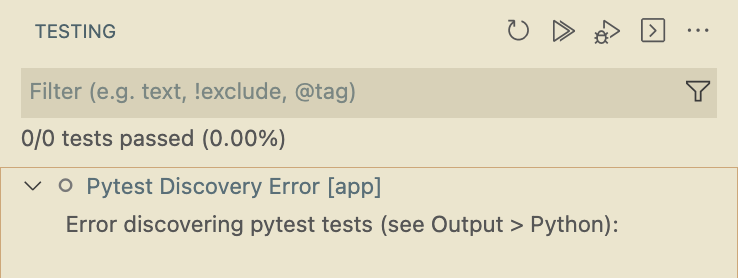 TESTING
Filter (e.g. text, !exclude, @tag)
0/0 tests passed (0.00%)
Pytest Discovery Error [app]
Error discovering pytest tests (see Output > Python):